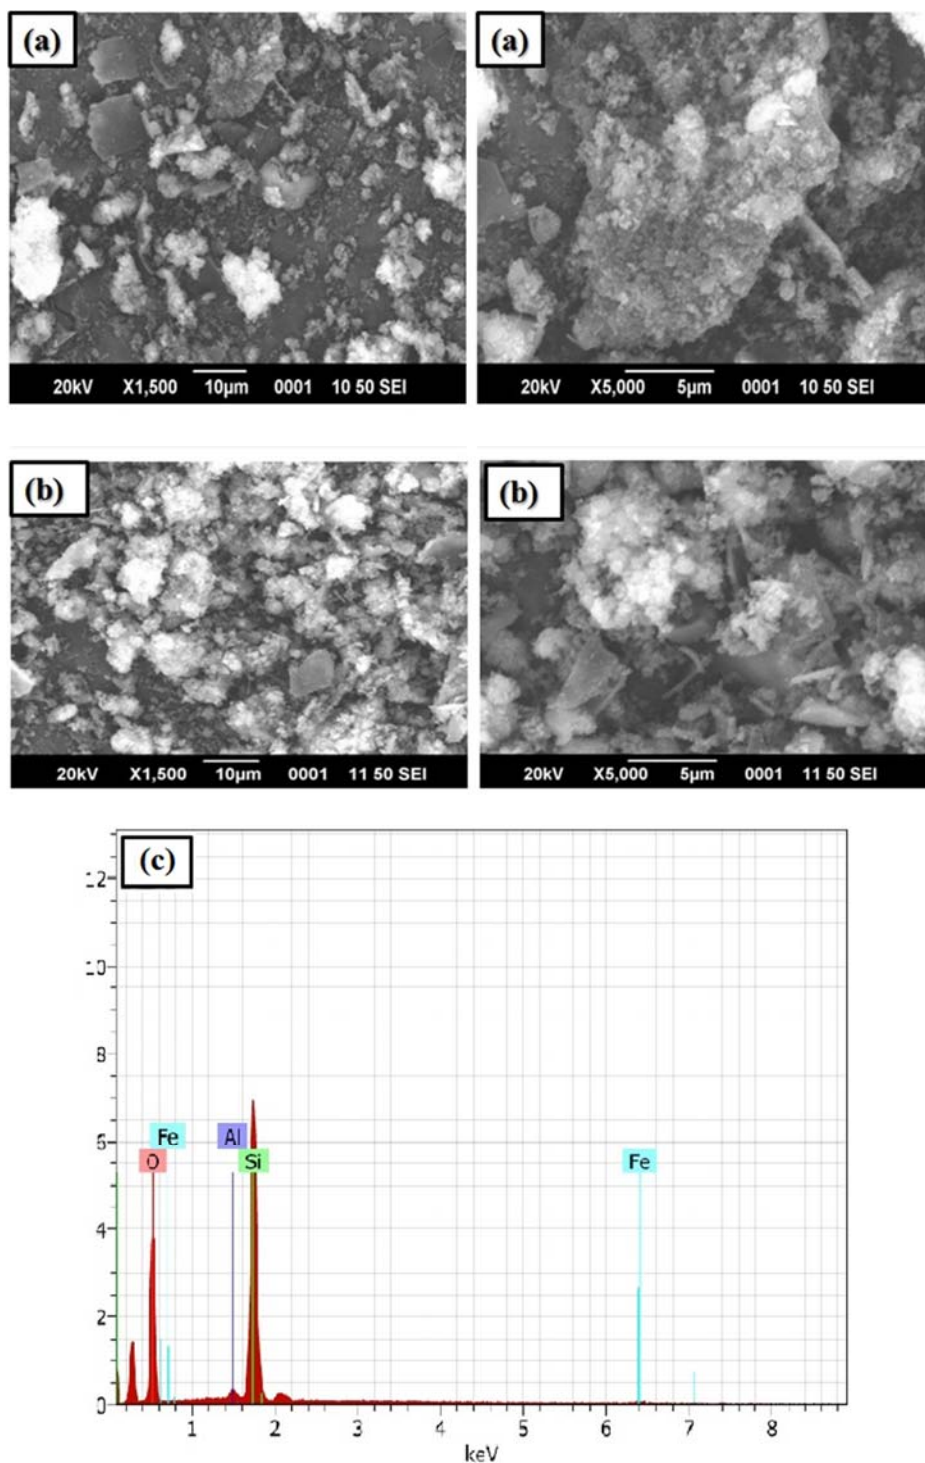 (a)
(a)
20kV X1,500 10µm 0001 10 50 SEI
X5,000 5µm 0001 10 50 SEI
(b)
(b)
20kV X1,500 10µm 0001 11 50 SEI
20kV X5,000 5µm 0001 11 50 SEI
(c)
12
10
8
6
4
2
0
Fe
Al
O
Si
Fe
1 2 3 4 5 6 7 8
keV